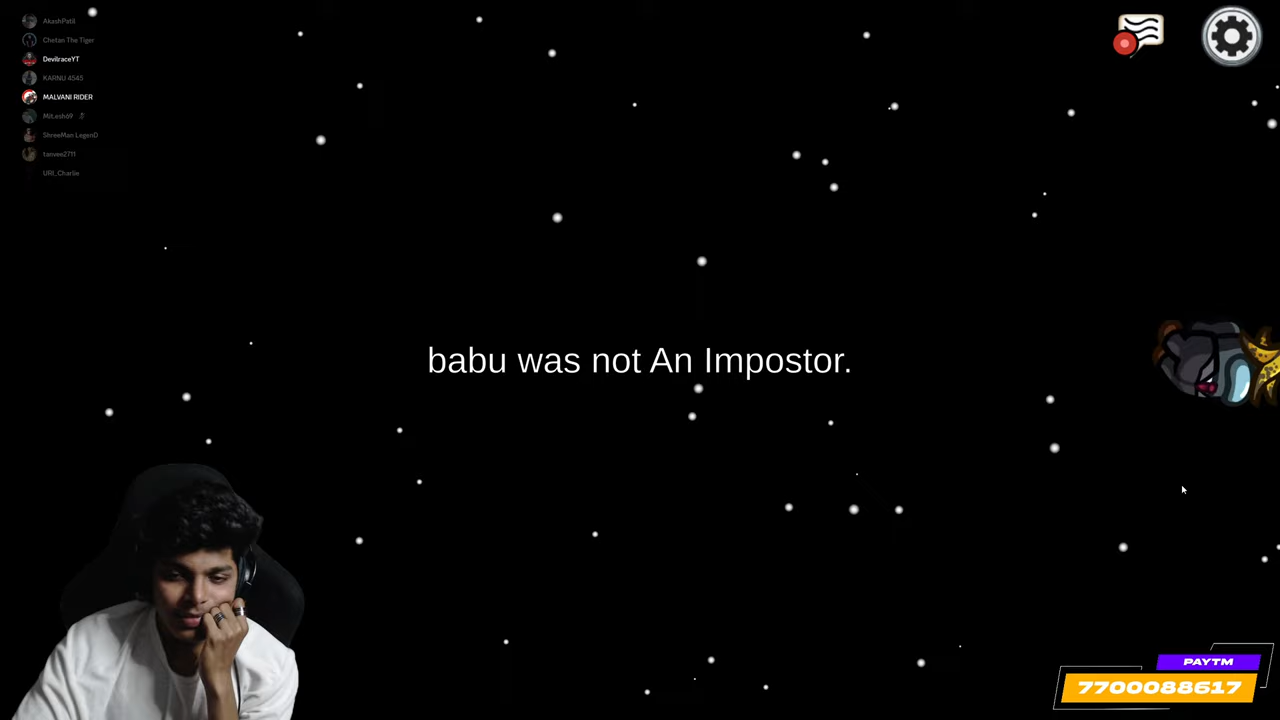 AkashPatil
Chetan The Tiger
DevilraceYT
KARNU 4545
MALVANI RIDER
MitLesh69
ShreeMan LegenD
tanvee2711
URI_Charlie
babu was not An Impostor.
PAYTM
7700088617